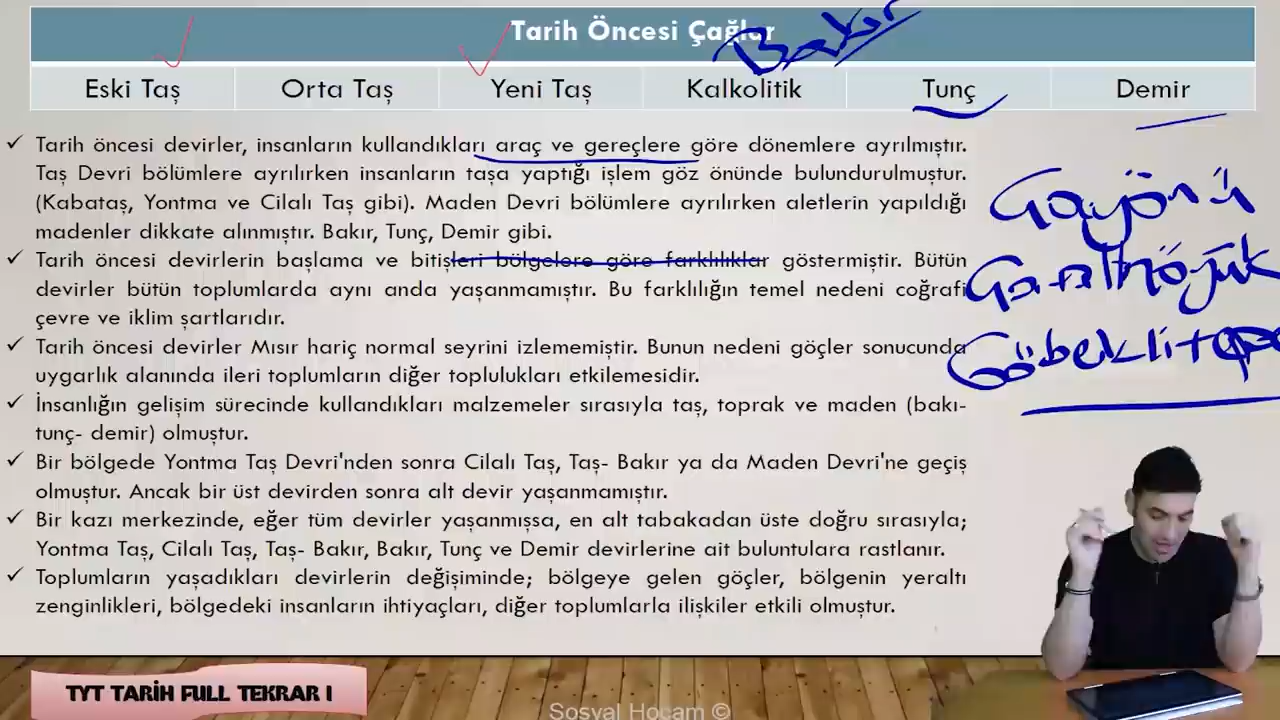 Tarih Öncesi Çağlar
Bakır
Eski Taş Orta Taş Yeni Taş Kalkolitik Tunç Demir
✓ Tarih öncesi devirler, insanların kullandıkları araç ve gereçlere göre dönemlere ayrılmıştır.
Taş Devri bölümlere ayrılırken insanların taşa yaptığı işlem göz önünde bulundurulmuştur.
(Kabataş, Yontma ve Cilalı Taş gibi). Maden Devri bölümlere ayrılırken aletlerin yapıldığı
madenler dikkate alınmıştır. Bakır, Tunç, Demir gibi.
✓ Tarih öncesi devirlerin başlama ve bitişleri bölgelere göre farklılıklar göstermiştir. Bütün
devirler bütün toplumlarda aynı anda yaşanmamıştır. Bu farklılığın temel nedeni coğrafi
çevre ve iklim şartlarıdır.
✓ Tarih öncesi devirler Mısır hariç normal seyrini izlememiştir. Bunun nedeni göçler sonucunda
uygarlık alanında ileri toplumların diğer toplulukları etkilemesidir.
✓ İnsanlığın gelişim sürecinde kullandıkları malzemeler sırasıyla taş, toprak ve maden (bakı-
tunç- demir) olmuştur.
✓ Bir bölgede Yontma Taş Devri'nden sonra Cilalı Taş, Taş- Bakır ya da Maden Devri'ne geçiş
olmuştur. Ancak bir üst devirden sonra alt devir yaşanmamıştır.
✓ Bir kazı merkezinde, eğer tüm devirler yaşanmışsa, en alt tabakadan üste doğru sırasıyla;
Yontma Taş, Cilalı Taş, Taş- Bakır, Bakır, Tunç ve Demir devirlerine ait buluntulara rastlanır.
✓ Toplumların yaşadıkları devirlerin değişiminde; bölgeye gelen göçler, bölgenin yeraltı
zenginlikleri, bölgedeki insanların ihtiyaçları, diğer toplumlarla ilişkiler etkili olmuştur.
Çayönü
Çatalhöyük
Göbeklitepe
TYT TARİH FULL TEKRAR I
Sosyal Hocam ©